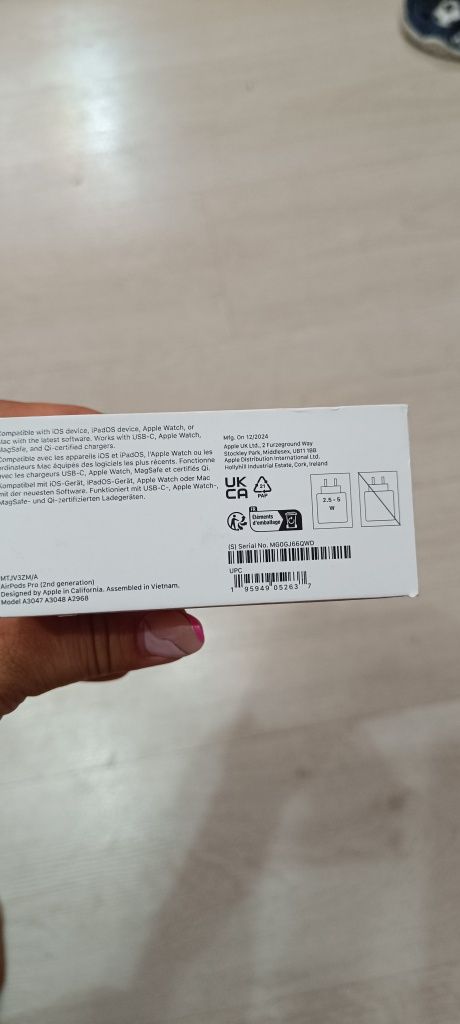 Compatible with iOS device, iPadOS device, Apple Watch, or
Mac with the latest software. Works with USB-C, Apple Watch,
MagSafe, and Qi-certified chargers.
Compatible avec les appareils iOS et iPadOS, l'Apple Watch ou les
ordinateurs Mac équipés des logiciels les plus récents. Fonctionne
avec les chargeurs USB-C, Apple Watch, MagSafe et certifiés Qi.
Kompatibel mit iOS-Gerät, iPadOS-Gerät, Apple Watch oder Mac
mit der neuesten Software. Funktioniert mit USB-C-, Apple Watch-,
MagSafe- und Qi-zertifizierten Ladegeräten.
MTJV3ZM/A
AirPods Pro (2nd generation)
Designed by Apple in California. Assembled in Vietnam.
Model A3047 A3048 A2968
Mfg. On 12/2024
Apple UK Ltd., 2 Furzeground Way
Stockley Park, Middlesex, UB11 1BB
Apple Distribution International Ltd.
Hollyhill Industrial Estate, Cork, Ireland
UK
CA
21
PAP
FR
Éléments
d'emballage
2.5 - 5
W
(S) Serial No. MG0GJ66QWD
UPC
1 95949 05263 7